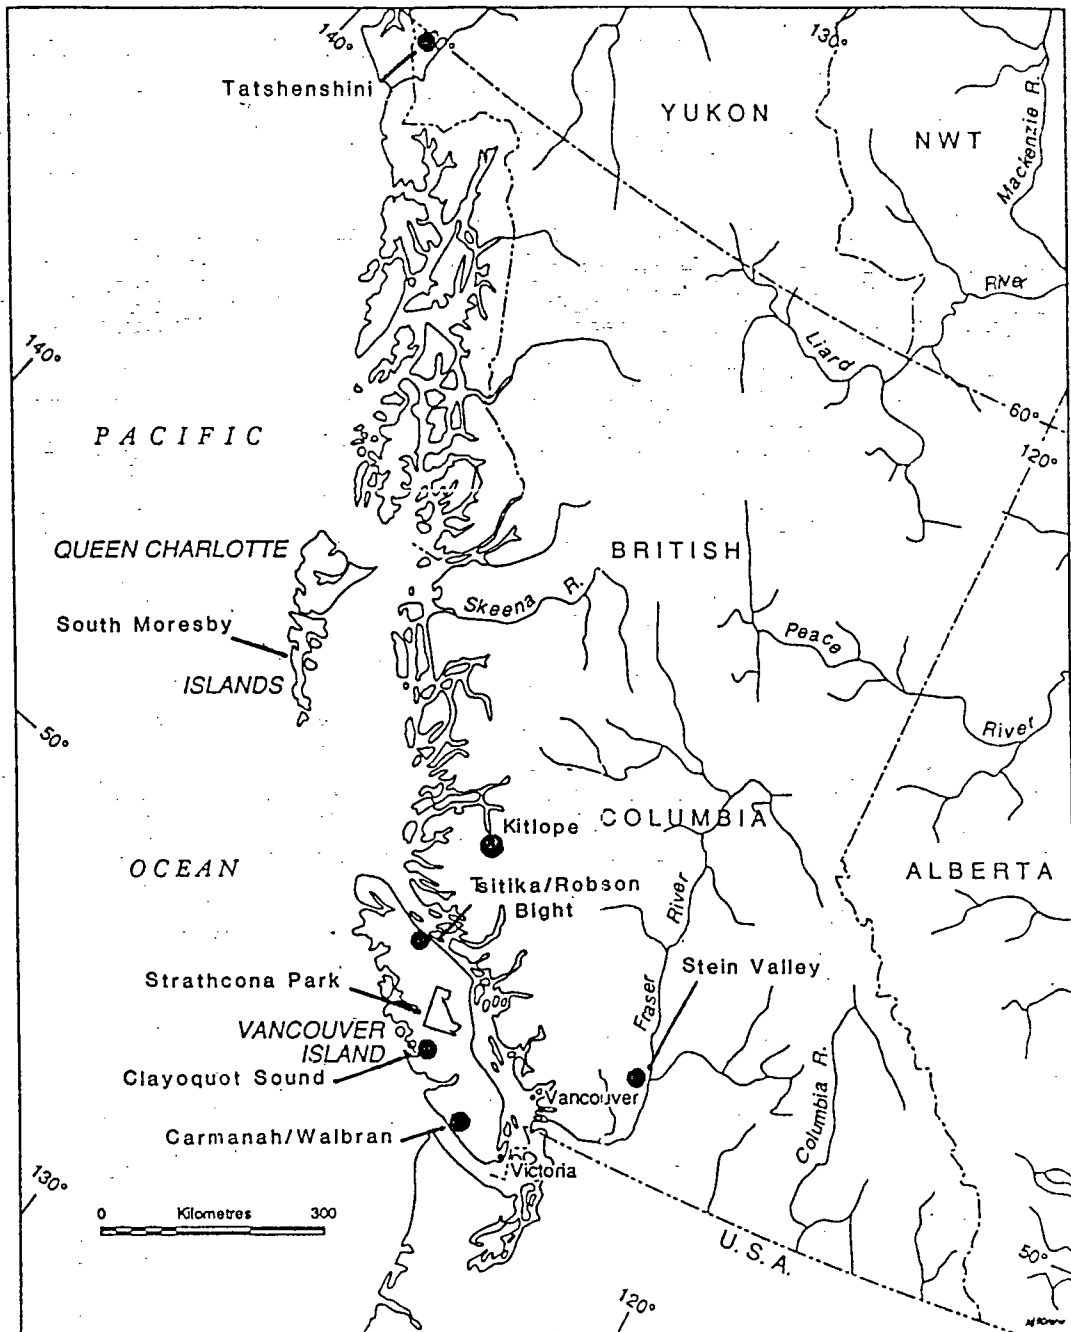 140°
130°
Tatshenshini
YUKON
NWT
Mackenzie R.
River
Liard
140°
60°
120°
PACIFIC
QUEEN CHARLOTTE
BRITISH
Skeena R.
South Moresby
Peace
ISLANDS
River
50°
Kitlope
COLUMBIA
OCEAN
ALBERTA
Tsitika/Robson
Bight
River
Strathcona Park
Stein Valley
Fraser
VANCOUVER
ISLAND
Clayoquot Sound
Vancouver
Columbia R.
Carmanah/Walbran
Victoria
130°
0 Kilometres 300
U.S.A.
50°
120°